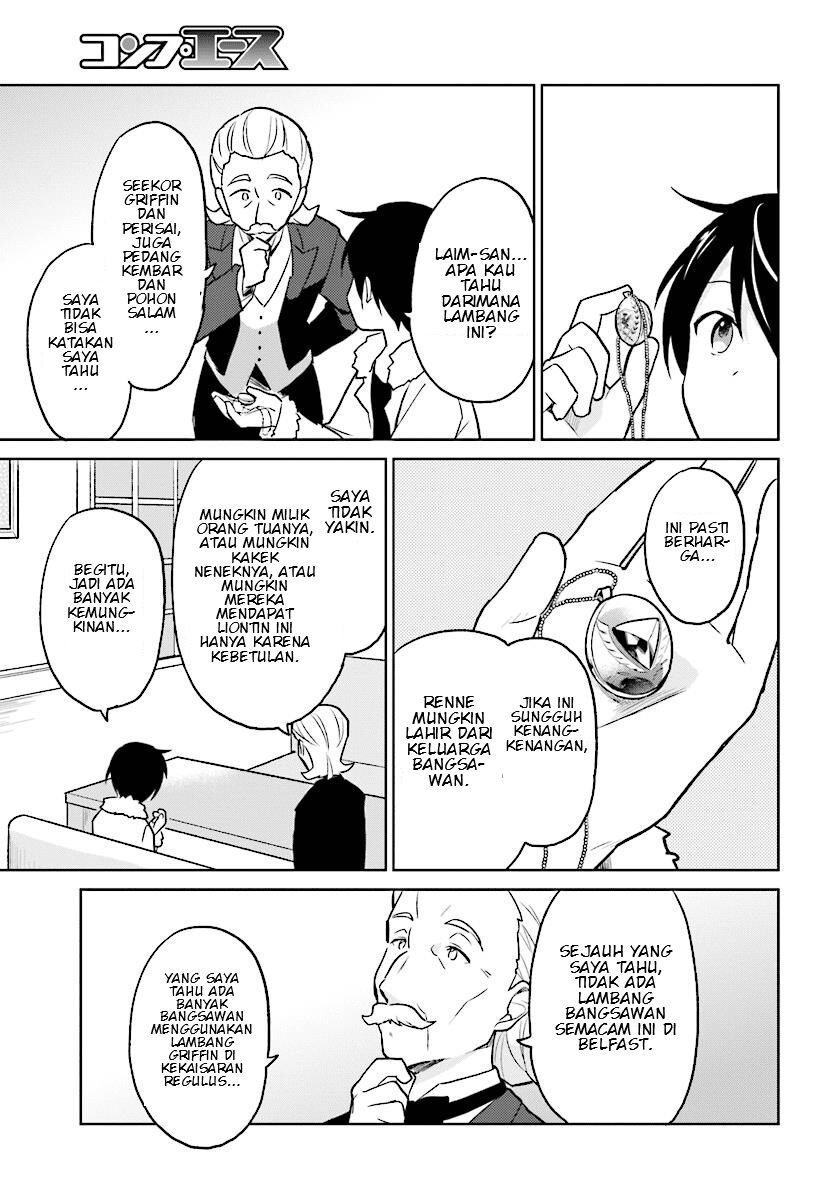 コンプ・エース
LAIM-SAN...
APA KAU
TAHU
DARIMANA
LAMBANG
INI?
SEEKOR
GRIFFIN
DAN
PERISAI,
JUGA
PEDANG
KEMBAR
DAN
POHON
SALAM
...
SAYA
TIDAK
BISA
KATAKAN
SAYA
TAHU
...
INI PASTI
BERHAR-
GA...
JIKA INI
SUNGGUH
KENANG-
KENANGAN,
RENNE
MUNGKIN
LAHIR DARI
KELUARGA
BANGSA-
WAN.
SAYA
TIDAK
YAKIN.
MUNGKIN MILIK
ORANG TUANYA,
ATAU MUNGKIN
KAKEK
NENEKNYA, ATAU
MUNGKIN
MEREKA
MENDAPAT
LIONTIN INI
HANYA KARENA
KEBETULAN.
BEGITU,
JADI ADA
BANYAK
KEMUNG-
KINAN...
SEJAUH YANG
SAYA TAHU,
TIDAK ADA
LAMBANG
BANGSAWAN
SEMACAM INI DI
BELFAST.
YANG SAYA
TAHU ADA
BANYAK
BANGSAWAN
MENGGUNAKAN
LAMBANG
GRIFFIN DI
KEKAISARAN
REGULUS...